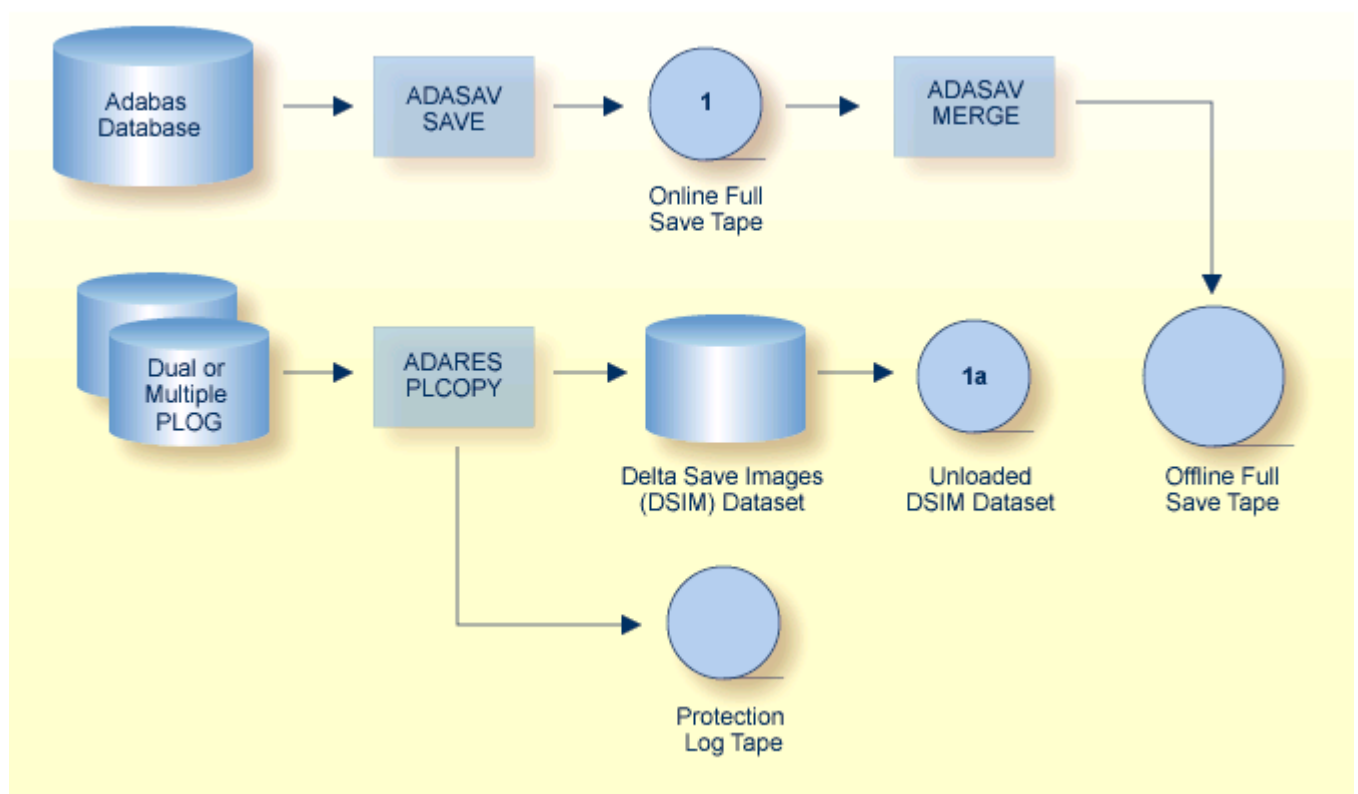 Adabas
Database
ADASAV
SAVE
1
Online Full
Save Tape
ADASAV
MERGE
Dual or
Multiple
PLOG
ADARES
PLCOPY
Delta Save Images
(DSIM) Dataset
1a
Unloaded
DSIM Dataset
Offline Full
Save Tape
Protection
Log Tape